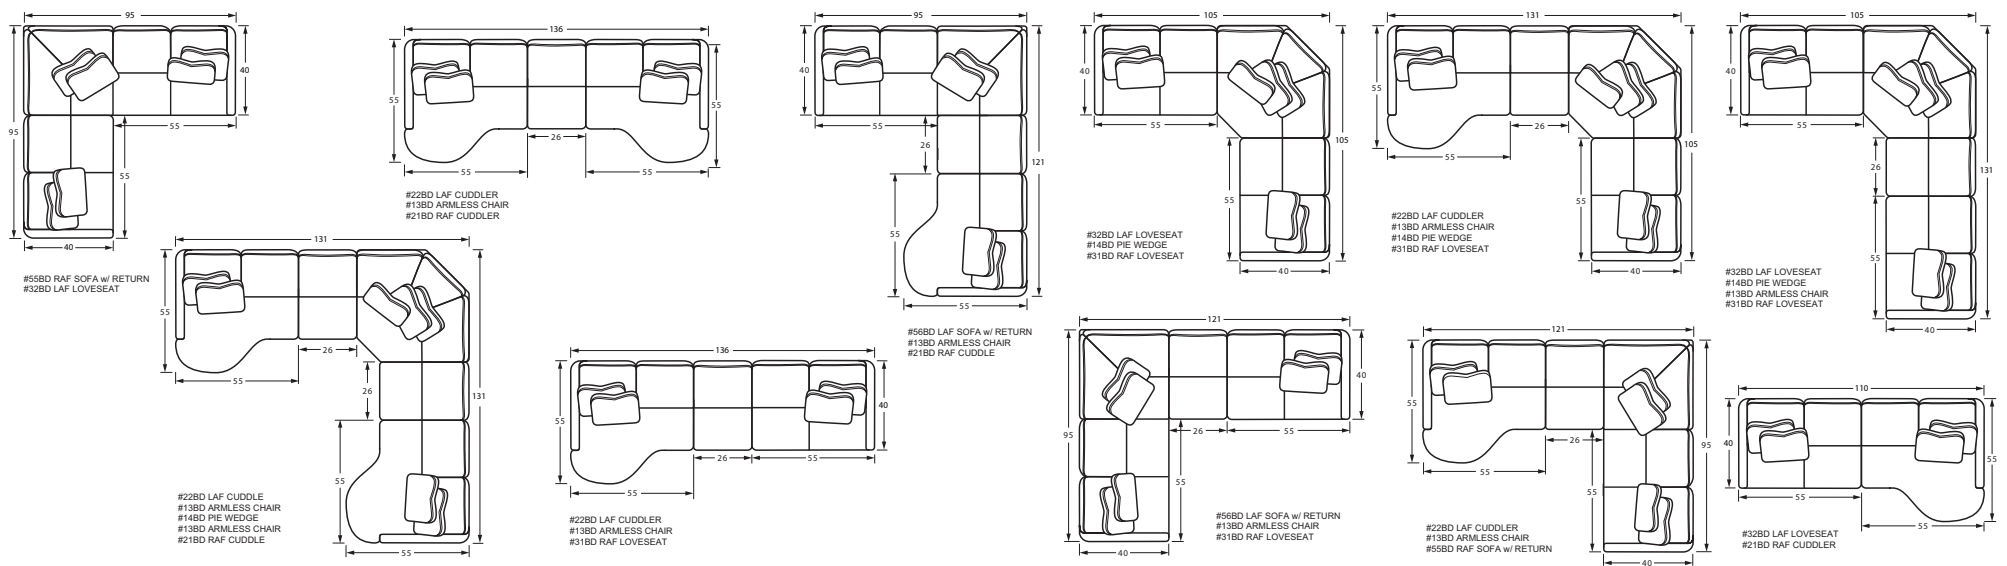 95
40
95
55
55
40
#55BD RAF SOFA w/ RETURN
#32BD LAF LOVESEAT
136
55
55
26
55
55
#22BD LAF CUDDLER
#13BD ARMLESS CHAIR
#21BD RAF CUDDLER
95
40
55
26
121
55
55
#56BD LAF SOFA w/ RETURN
#13BD ARMLESS CHAIR
#21BD RAF CUDDLE
105
40
55
105
55
40
#32BD LAF LOVESEAT
#14BD PIE WEDGE
#31BD RAF LOVESEAT
131
55
26
55
105
55
40
#22BD LAF CUDDLER
#13BD ARMLESS CHAIR
#14BD PIE WEDGE
#31BD RAF LOVESEAT
105
40
55
26
131
55
40
#32BD LAF LOVESEAT
#14BD PIE WEDGE
#13BD ARMLESS CHAIR
#31BD RAF LOVESEAT
131
55
26
55
26
131
55
55
#22BD LAF CUDDLE
#13BD ARMLESS CHAIR
#14BD PIE WEDGE
#13BD ARMLESS CHAIR
#21BD RAF CUDDLE
136
55
40
26
55
55
#22BD LAF CUDDLER
#13BD ARMLESS CHAIR
#31BD RAF LOVESEAT
121
40
95
26
55
55
40
#56BD LAF SOFA w/ RETURN
#13BD ARMLESS CHAIR
#31BD RAF LOVESEAT
121
55
26
95
55
55
40
#22BD LAF CUDDLER
#13BD ARMLESS CHAIR
#55BD RAF SOFA w/ RETURN
110
40
55
55
55
#32BD LAF LOVESEAT
#21BD RAF CUDDLER